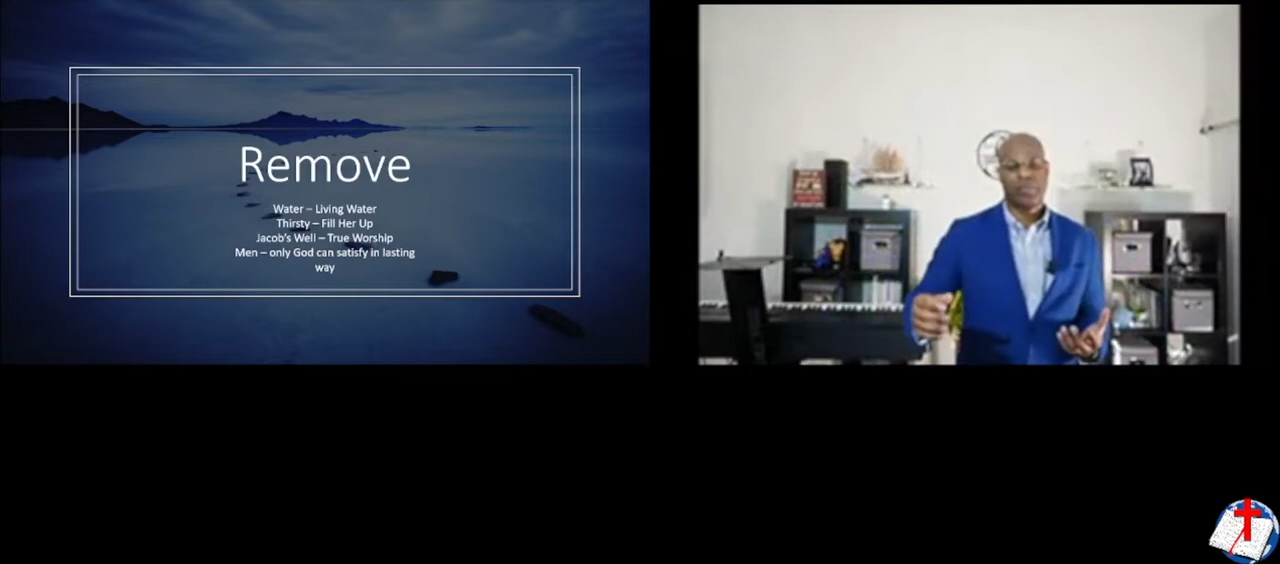 Remove
Water – Living Water
Thirsty – Fill Her Up
Jacob's Well – True Worship
Men – only God can satisfy in lasting
way